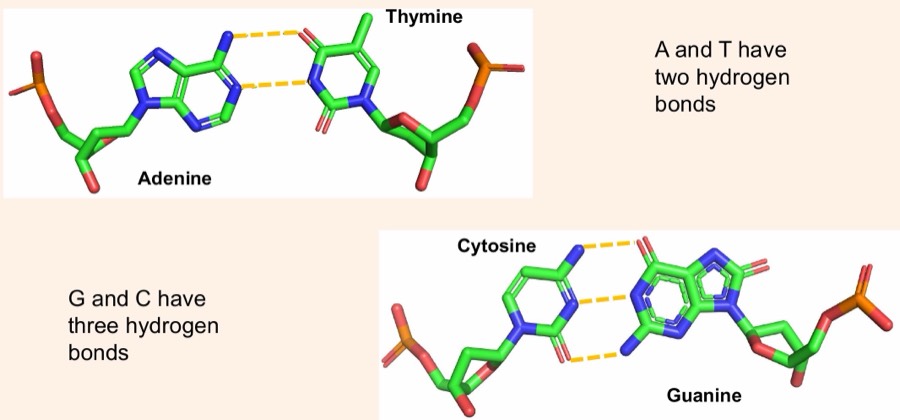 Thymine
A and T have
two hydrogen
bonds
Adenine
Cytosine
G and C have
three hydrogen
bonds
Guanine